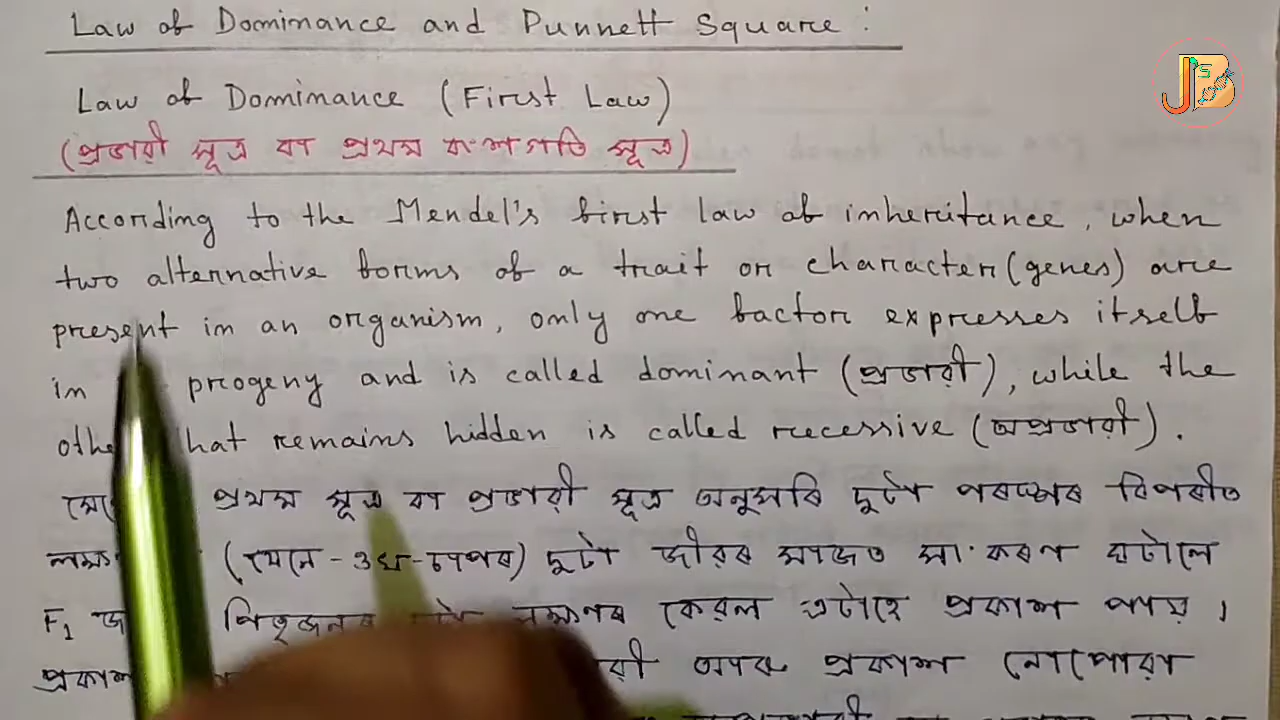 Law of Dominance and Punnett Square :
JSB
Law of Dominance (First Law)
(প্ৰভাৱী সূত্ৰ বা প্ৰথম বংশগতি সূত্ৰ)
According to the Mendel's first law of inheritance, when
two alternative forms of a trait or character (genes) are
present in an organism, only one factor expresses itself
in progeny and is called dominant (প্ৰভাৱী), while the
that remains hidden is called recessive (অপ্ৰভাৱী).
প্ৰথম সূত্ৰ বা প্ৰভাৱী সূত্ৰ অনুসৰি দুটা পৰস্পৰ বিপৰীত
(যেনে - ওখ - চাপৰ) দুটা জীৱৰ মাজত সংকৰণ ঘটালে
F₁ কেৱল এটাহে প্ৰকাশ পায়।
প্ৰকাশ নোপোৱা